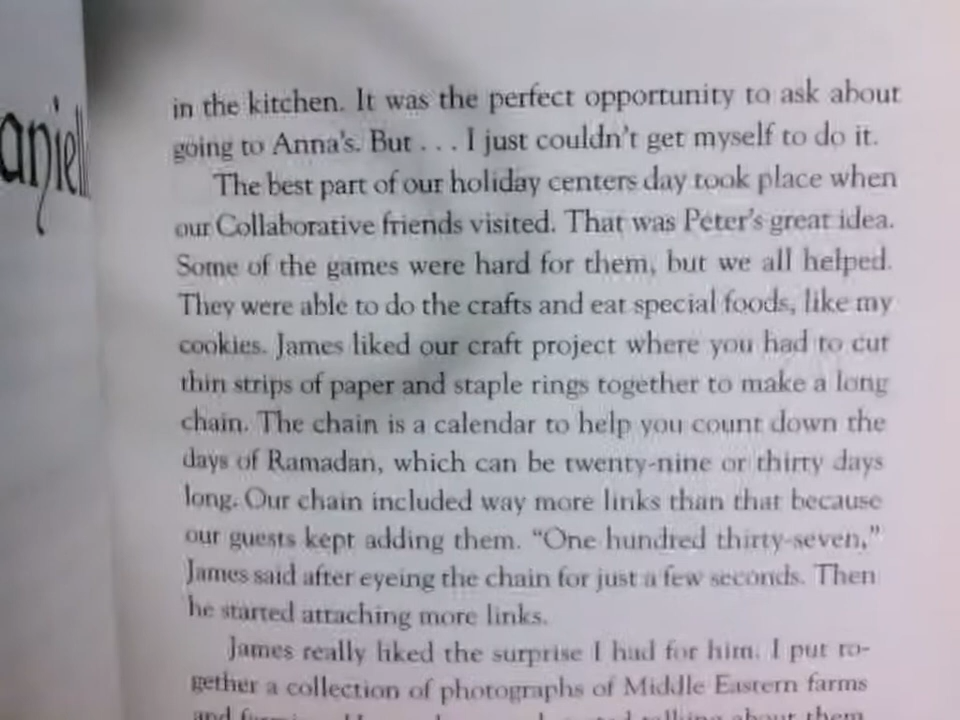 in the kitchen. It was the perfect opportunity to ask about
going to Anna's. But . . . I just couldn't get myself to do it.
The best part of our holiday centers day took place when
our Collaborative friends visited. That was Peter's great idea.
Some of the games were hard for them, but we all helped.
They were able to do the crafts and eat special foods, like my
cookies. James liked our craft project where you had to cut
thin strips of paper and staple rings together to make a long
chain. The chain is a calendar to help you count down the
days of Ramadan, which can be twenty-nine or thirty days
long. Our chain included way more links than that because
our guests kept adding them. “One hundred thirty-seven,”
James said after eyeing the chain for just a few seconds. Then
he started attaching more links.
James really liked the surprise I had for him. I put to-
gether a collection of photographs of Middle Eastern farms
and talking about them